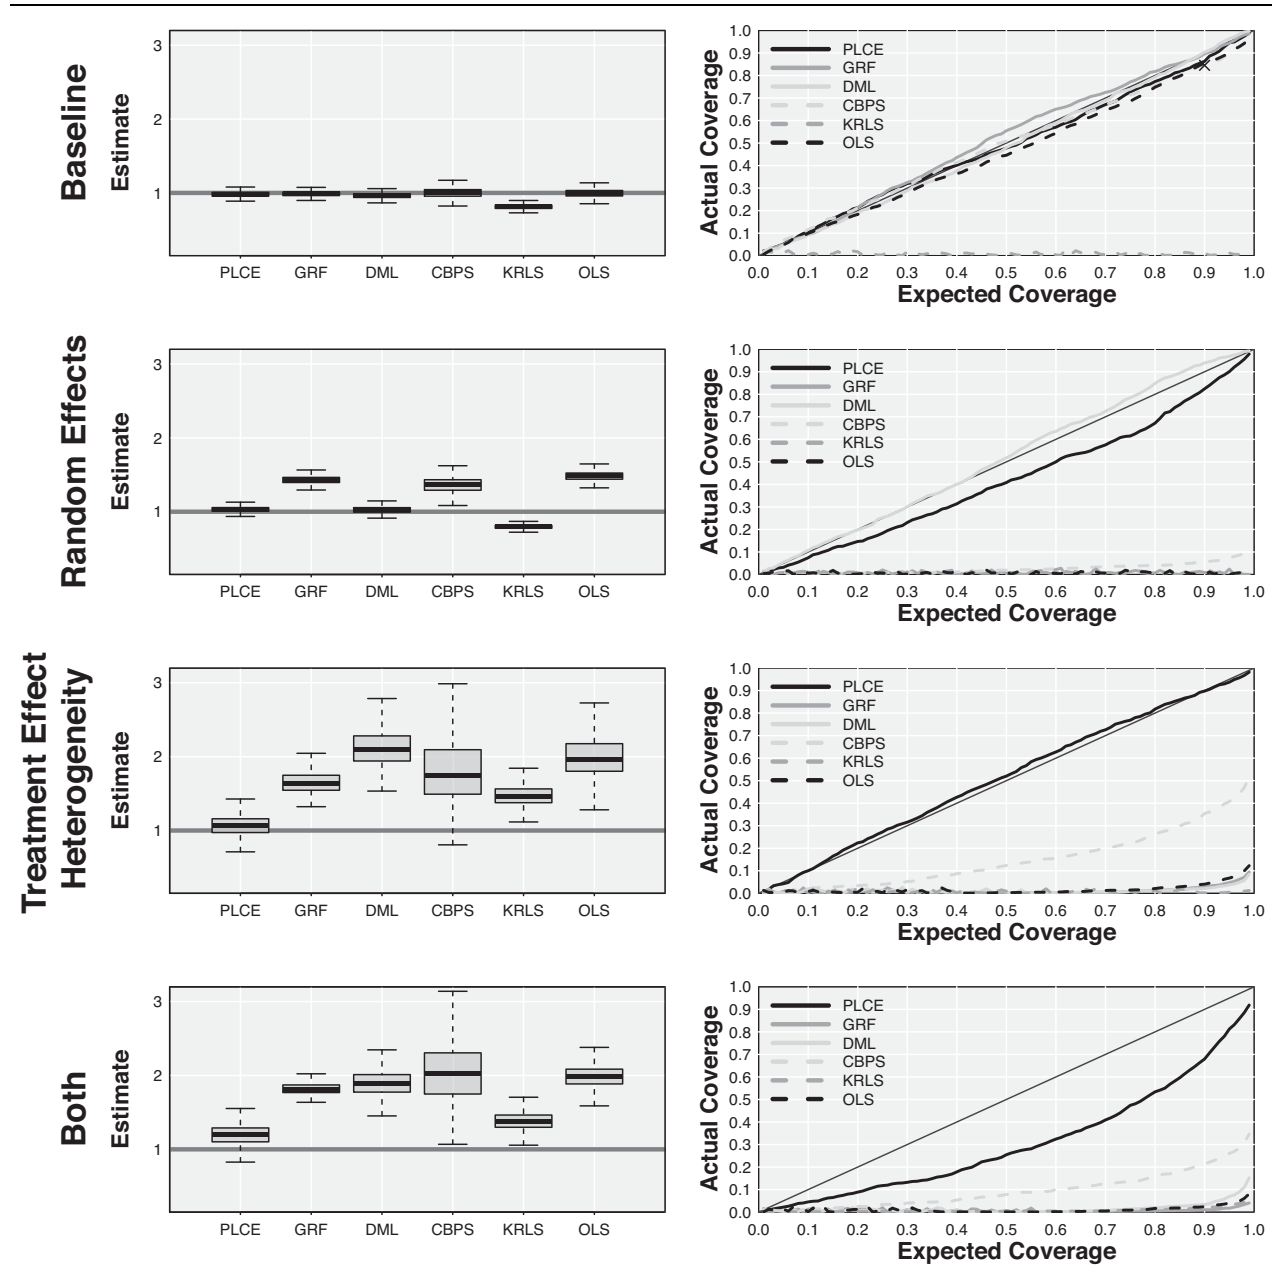 Baseline
Estimate
3
2
1
PLCE GRF DML CBPS KRLS OLS
Actual Coverage
1.0
0.9
0.8
0.7
0.6
0.5
0.4
0.3
0.2
0.1
0.0
PLCE
GRF
DML
CBPS
KRLS
OLS
0.0 0.1 0.2 0.3 0.4 0.5 0.6 0.7 0.8 0.9 1.0
Expected Coverage
Random Effects
Estimate
3
2
1
PLCE GRF DML CBPS KRLS OLS
Actual Coverage
1.0
0.9
0.8
0.7
0.6
0.5
0.4
0.3
0.2
0.1
0.0
PLCE
GRF
DML
CBPS
KRLS
OLS
0.0 0.1 0.2 0.3 0.4 0.5 0.6 0.7 0.8 0.9 1.0
Expected Coverage
Treatment Effect
Heterogeneity
Estimate
3
2
1
PLCE GRF DML CBPS KRLS OLS
Actual Coverage
1.0
0.9
0.8
0.7
0.6
0.5
0.4
0.3
0.2
0.1
0.0
PLCE
GRF
DML
CBPS
KRLS
OLS
0.0 0.1 0.2 0.3 0.4 0.5 0.6 0.7 0.8 0.9 1.0
Expected Coverage
Both
Estimate
3
2
1
PLCE GRF DML CBPS KRLS OLS
Actual Coverage
1.0
0.9
0.8
0.7
0.6
0.5
0.4
0.3
0.2
0.1
0.0
PLCE
GRF
DML
CBPS
KRLS
OLS
0.0 0.1 0.2 0.3 0.4 0.5 0.6 0.7 0.8 0.9 1.0
Expected Coverage